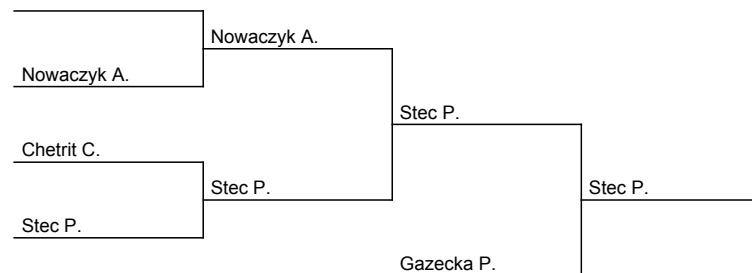 Nowaczyk A.
Nowaczyk A.
Stec P.
Chetrit C.
Stec P.
Stec P.
Stec P.
Gazecka P.